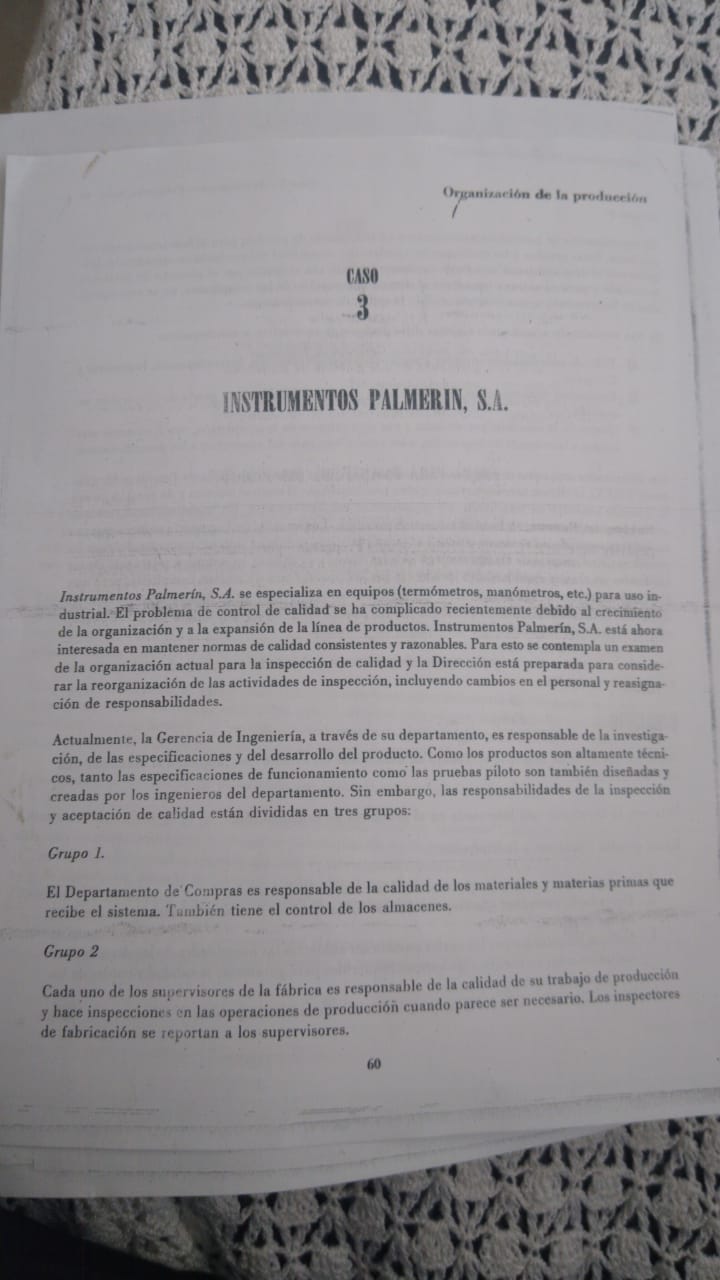 Organización de la producción
CASO
3
INSTRUMENTOS PALMERIN, S.A.
Instrumentos Palmerín, S.A. se especializa en equipos (termómetros, manómetros, etc.) para uso in-
dustrial. El problema de control de calidad se ha complicado recientemente debido al crecimiento
de la organización y a la expansión de la línea de productos. Instrumentos Palmerín, S.A. está ahora
interesada en mantener normas de calidad consistentes y razonables. Para esto se contempla un examen
de la organización actual para la inspección de calidad y la Dirección está preparada para conside-
rar la reorganización de las actividades de inspección, incluyendo cambios en el personal y reasigna-
ción de responsabilidades.
Actualmente, la Gerencia de Ingeniería, a través de su departamento, es responsable de la investiga-
ción, de las especificaciones y del desarrollo del producto. Como los productos son altamente técni-
cos, tanto las especificaciones de funcionamiento como las pruebas piloto son también diseñadas y
creadas por los ingenieros del departamento. Sin embargo, las responsabilidades de la inspección
y aceptación de calidad están divididas en tres grupos:
Grupo 1.
El Departamento de Compras es responsable de la calidad de los materiales y materias primas que
recibe el sistema. También tiene el control de los almacenes.
Grupo 2
Cada uno de los supervisores de la fábrica es responsable de la calidad de su trabajo de producción
y hace inspecciones en las operaciones de producción cuando parece ser necesario. Los inspectores
de fabricación se reportan a los supervisores.
60